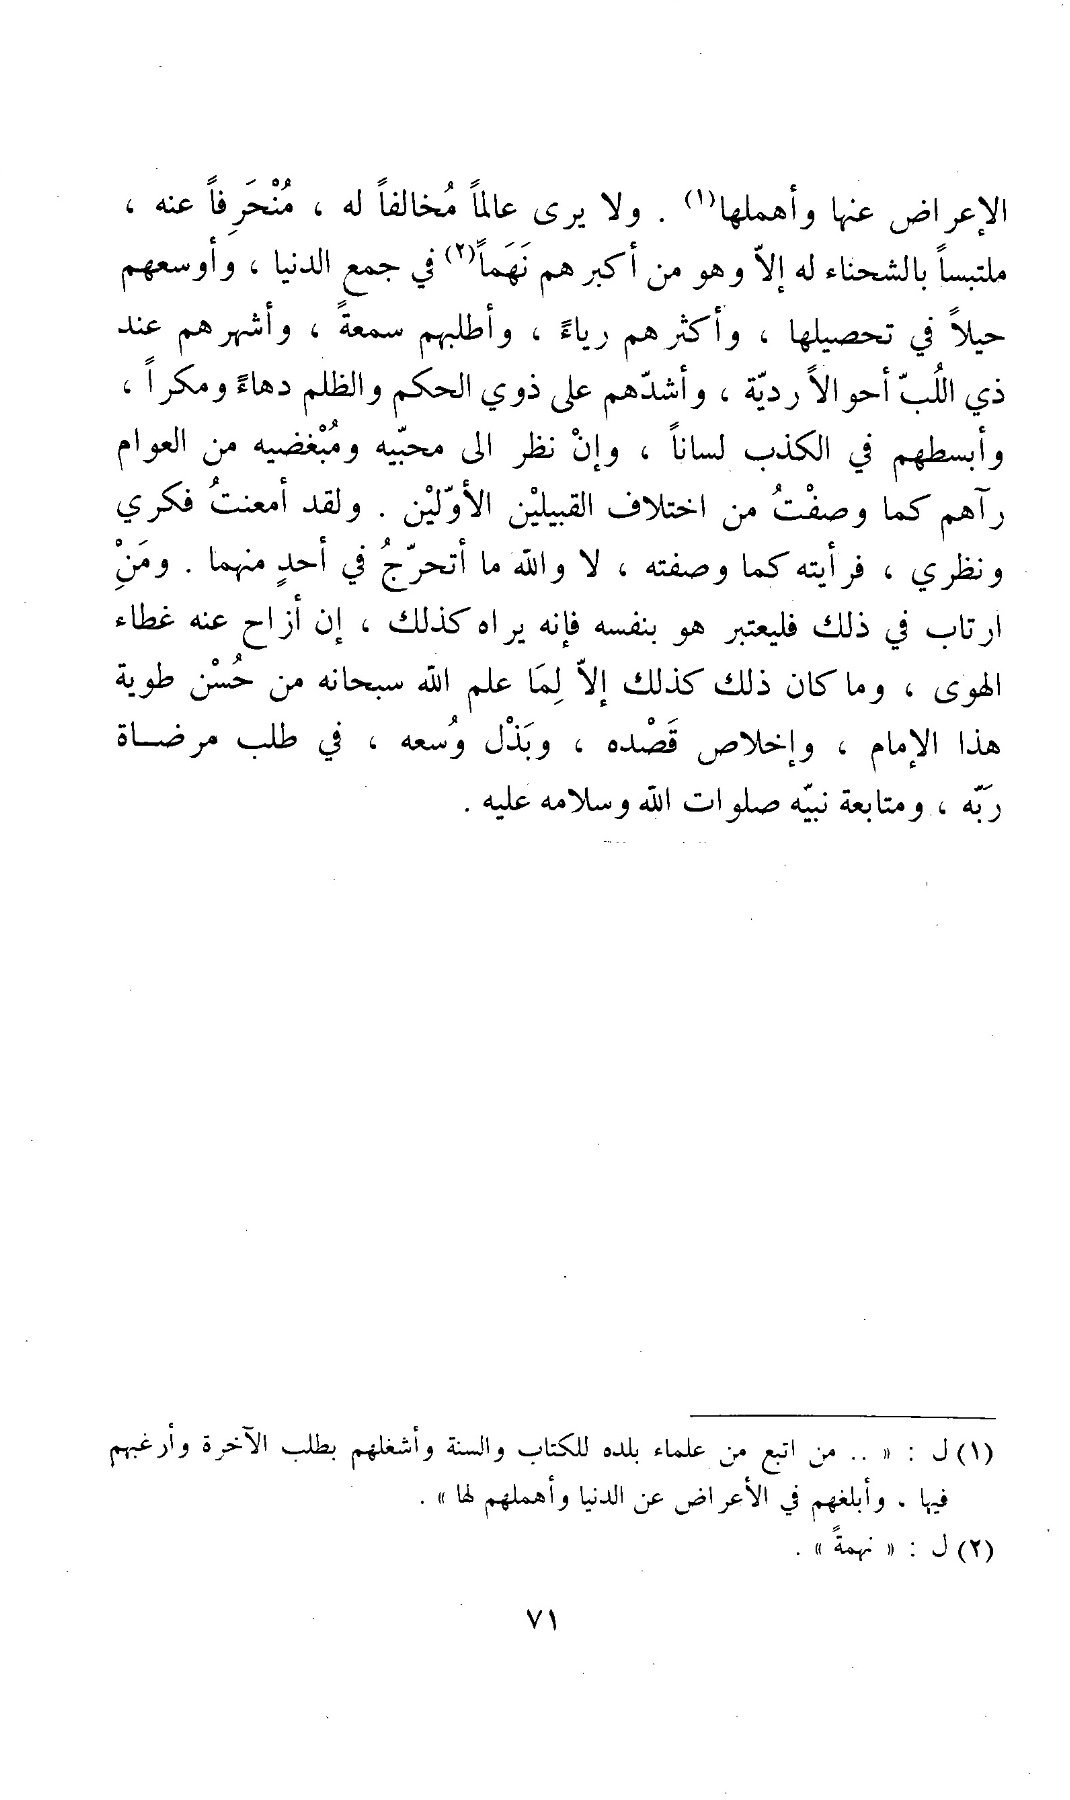 الإعراض عنها وأهملها(١) . ولا يرى عالماً مُخالفاً له ، مُنْحَرِفاً عنه ،
ملتبساً بالشحناء له إلاّ وهو من أكبرهم نَهَماً(٢) في جمع الدنيا ، وأوسعهم
حيلاً في تحصيلها ، وأكثرهم رياءً ، وأطلبهم سمعةً ، وأشهرهم عند
ذي اللُبّ أحوالاً رديّة ، وأشدّهم على ذوي الحكم والظلم دهاءً ومكراً ،
وأبسطهم في الكذب لساناً ، وإنْ نظر الى محبّيه ومُبْغضيه من العوام
رآهم كما وصفْتُ من اختلاف القبيليْن الأوّليْن . ولقد أمعنتُ فكري
ونظري ، فرأيته كما وصفته ، لا والله ما أتحرّجُ في أحدٍ منهما . ومَنْ
ارتاب في ذلك فليعتبر هو بنفسه فإنه يراه كذلك ، إن أزاح عنه غطاء
الهوى ، وما كان ذلك كذلك إلاّ لِمَا علم الله سبحانه من حُسْن طوية
هذا الإمام ، وإخلاص قَصْده ، وبَذْل وُسعه ، في طلب مرضاة
رَبّه ، ومتابعة نبيّه صلوات الله وسلامه عليه .
(١) ل : « .. من اتبع من علماء بلده للكتاب والسنة وأشغلهم بطلب الآخرة وأرغبهم
فيها . وأبلغهم في الأعراض عن الدنيا وأهملهم لها » .
(٢) ل : « نهمةً » .
٧١